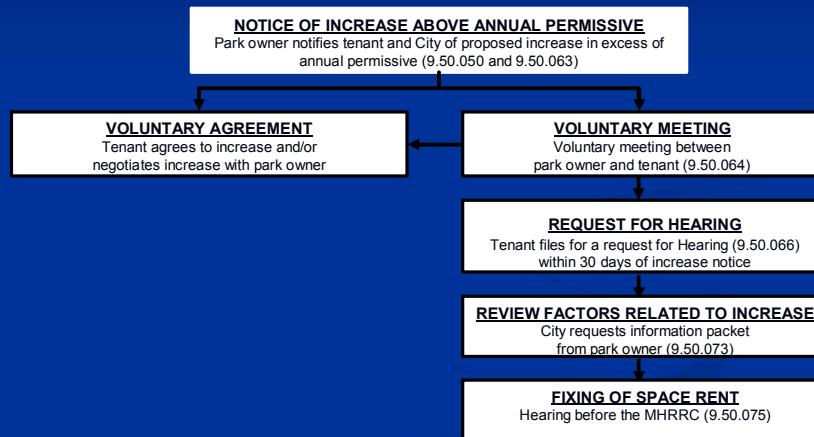 NOTICE OF INCREASE ABOVE ANNUAL PERMISSIVE
Park owner notifies tenant and City of proposed increase in excess of
annual permissive (9.50.050 and 9.50.063)
VOLUNTARY AGREEMENT
Tenant agrees to increase and/or
negotiates increase with park owner
VOLUNTARY MEETING
Voluntary meeting between
park owner and tenant (9.50.064)
REQUEST FOR HEARING
Tenant files for a request for Hearing (9.50.066)
within 30 days of increase notice
REVIEW FACTORS RELATED TO INCREASE
City requests information packet
from park owner (9.50.073)
FIXING OF SPACE RENT
Hearing before the MHRRC (9.50.075)